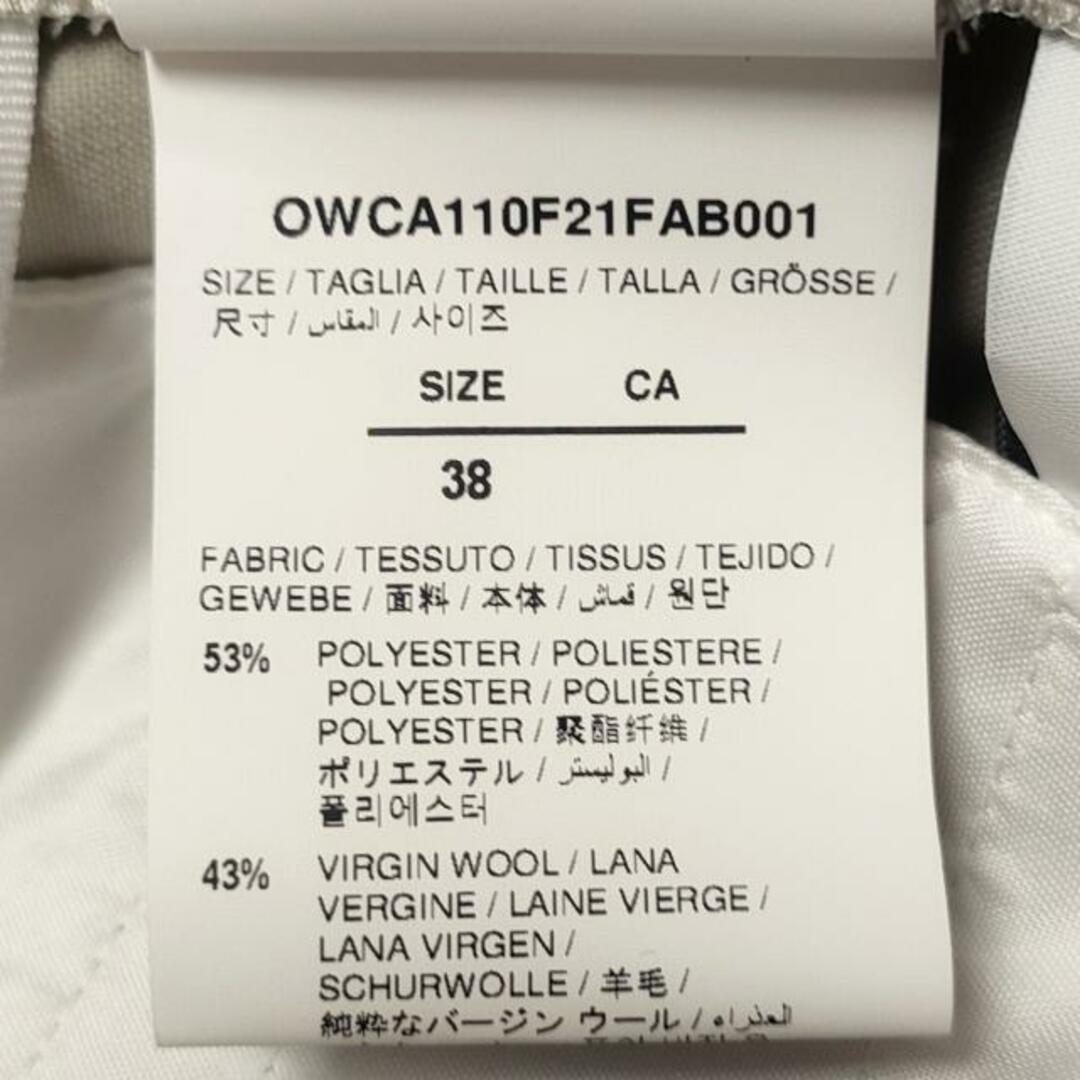 OWCA110F21FAB001
SIZE / TAGLIA / TAILLE / TALLA / GRÖSSE /
尺寸 / المقاس / 사이즈
SIZE CA
38
FABRIC / TESSUTO / TISSUS / TEJIDO /
GEWEBE / 面料 / 本体 / قماش / 원단
53% POLYESTER / POLIESTERE /
POLYESTER / POLIÉSTER /
POLYESTER / 聚酯纤维 /
ポリエステル / البوليستر /
폴리에스터
43% VIRGIN WOOL / LANA
VERGINE / LAINE VIERGE /
LANA VIRGEN /
SCHURWOLLE / 羊毛 /
純粋なバージン ウール / العذراء